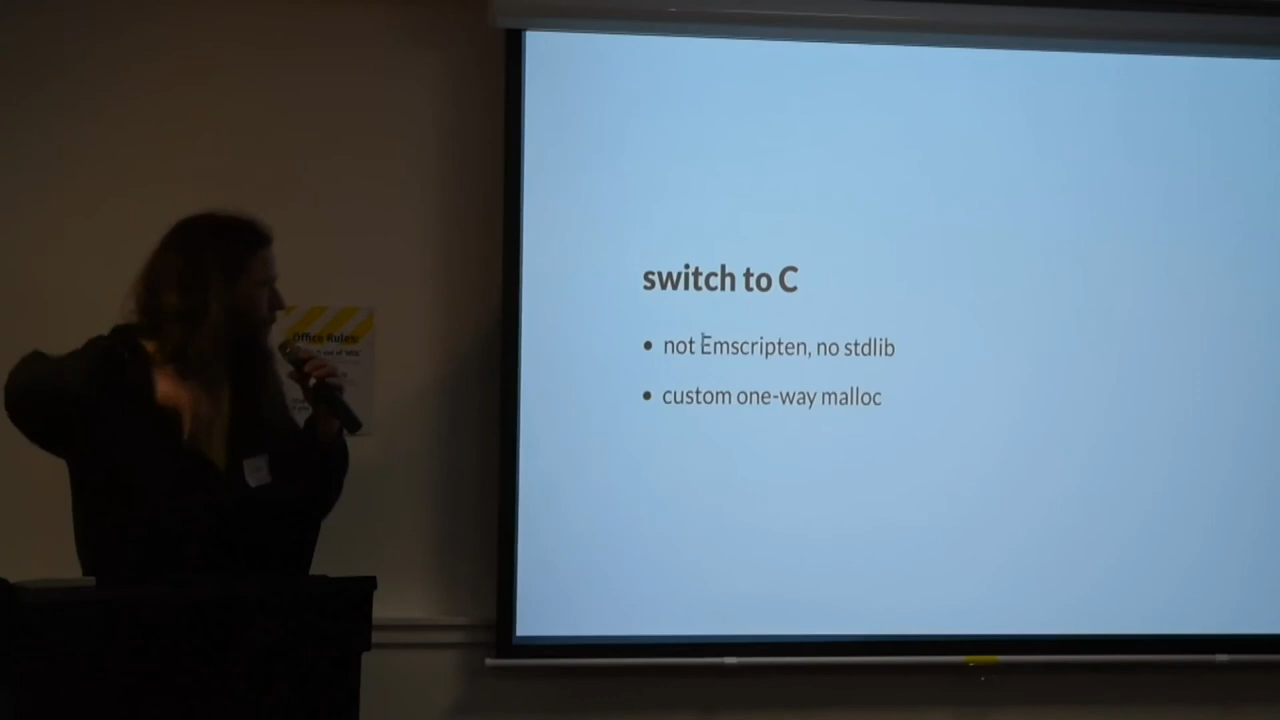 switch to C
• not Emscripten, no stdlib
• custom one-way malloc
Office Rules